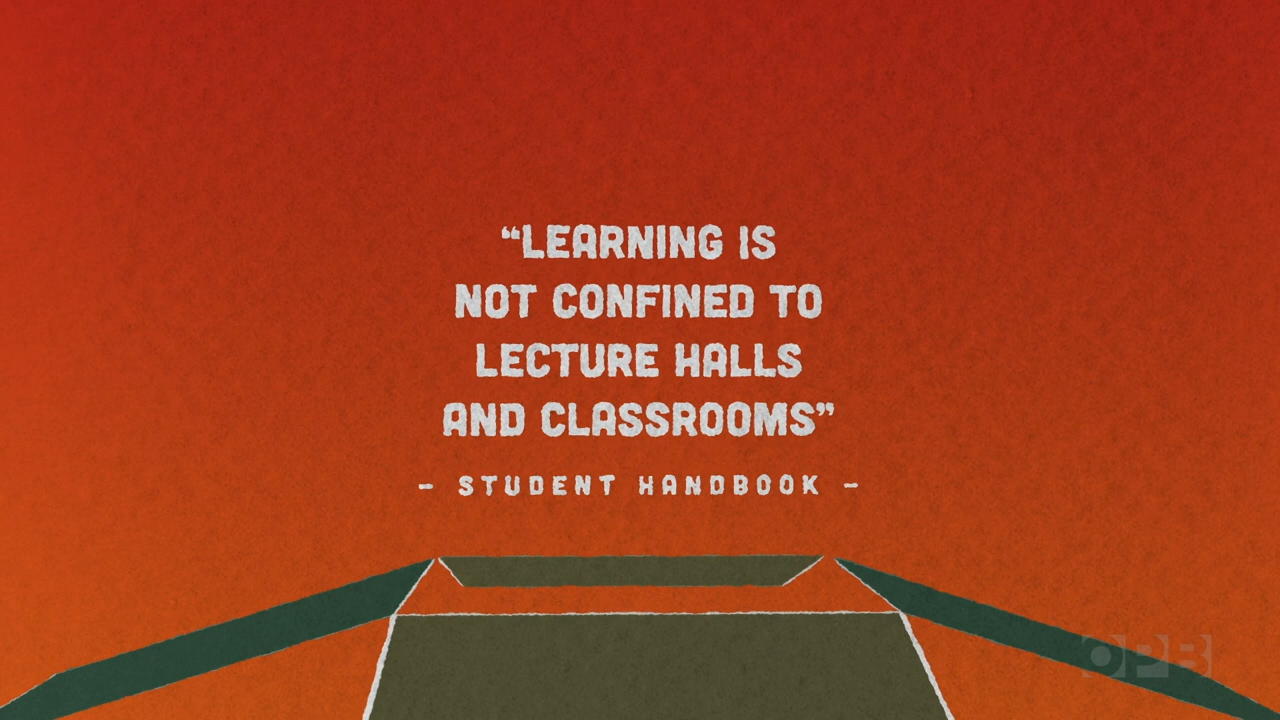 “LEARNING IS
NOT CONFINED TO
LECTURE HALLS
AND CLASSROOMS”
- STUDENT HANDBOOK -
OPB